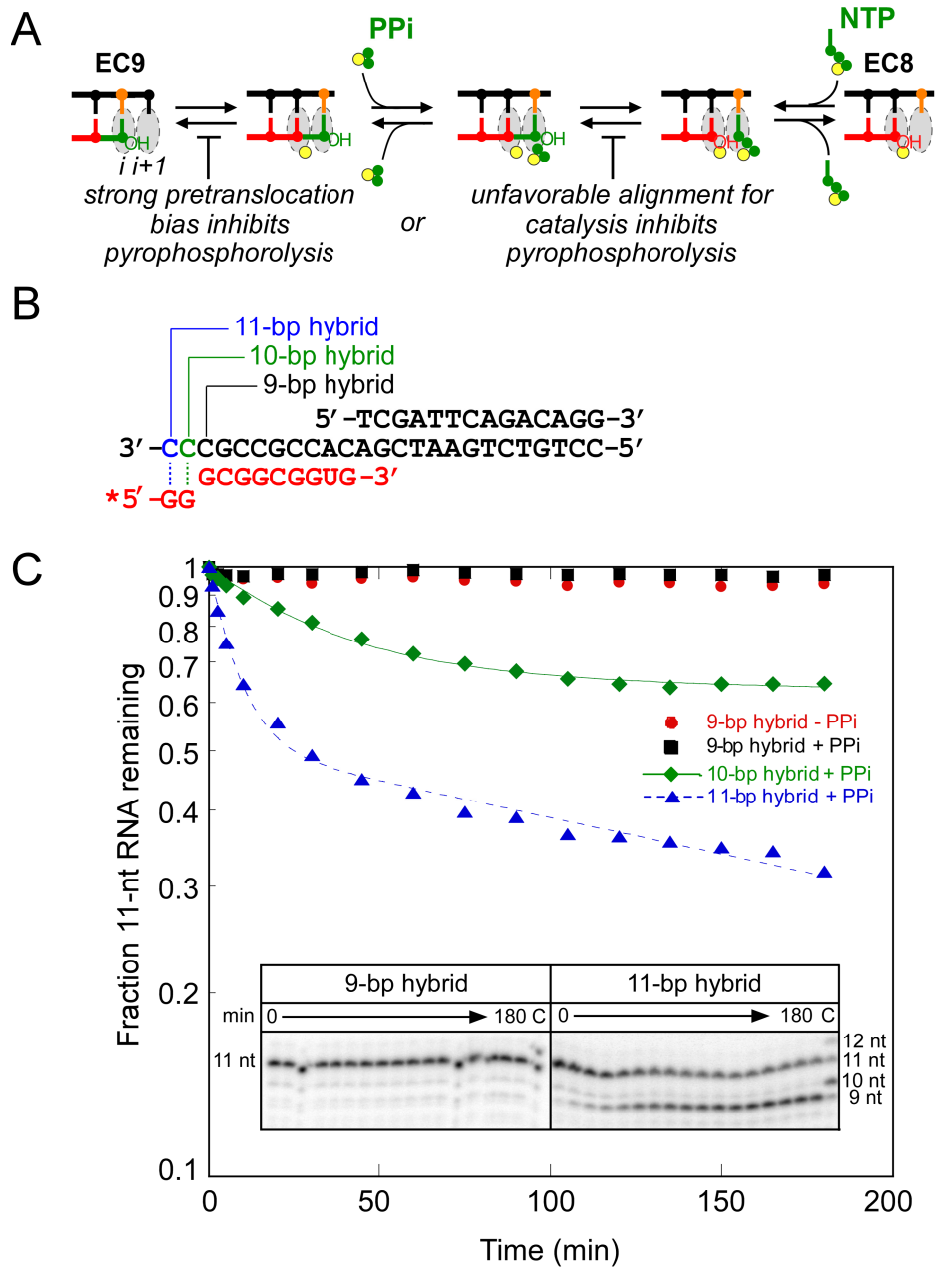 A
PPi
NTP
EC9
EC8
OH
OH
OH
OH
OH
i i+1
strong pretranslocation
bias inhibits
pyrophosphorolysis
or
unfavorable alignment for
catalysis inhibits
pyrophosphorolysis
B
11-bp hybrid
10-bp hybrid
9-bp hybrid
5′-TCGATTCAGACAGG-3′
3′-CCCGCCGCCACAGCTAAGTCTGTCC-5′
GCGGCGGUG-3′
*5′-GG
C
Fraction 11-nt RNA remaining
1
0.9
0.8
0.7
0.6
0.5
0.4
0.3
0.2
0.1
9-bp hybrid - PPi
9-bp hybrid + PPi
10-bp hybrid + PPi
11-bp hybrid + PPi
9-bp hybrid
11-bp hybrid
min
0
180 C
0
180 C
11 nt
12 nt
11 nt
10 nt
9 nt
0
50
100
150
200
Time (min)